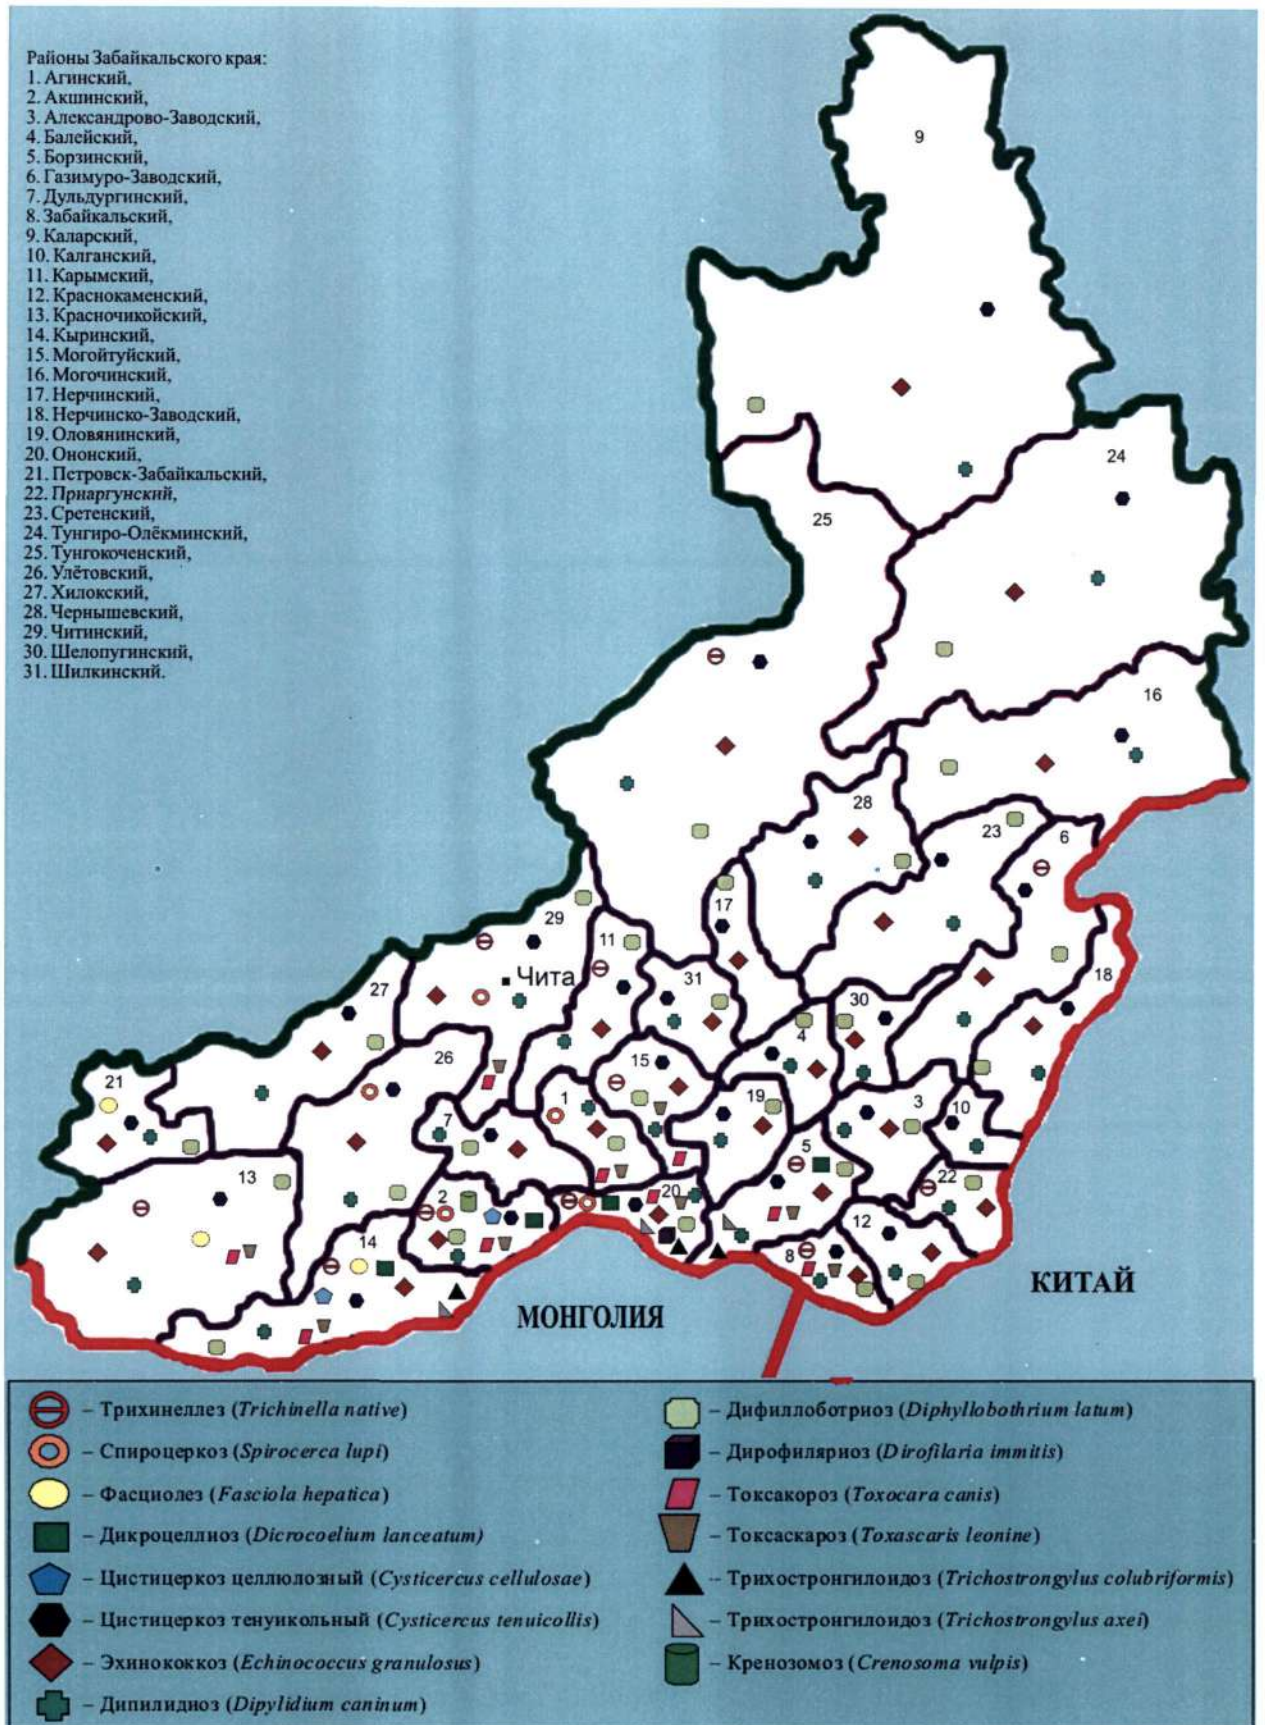 Районы Забайкальского края:
1. Агинский,
2. Акшинский,
3. Александрово-Заводский,
4. Балейский,
5. Борзинский,
6. Газимуро-Заводский,
7. Дульдургинский,
8. Забайкальский,
9. Каларский,
10. Калганский,
11. Карымский,
12. Краснокаменский,
13. Красночикойский,
14. Кыринский,
15. Могойтуйский,
16. Могочинский,
17. Нерчинский,
18. Нерчинско-Заводский,
19. Оловянинский,
20. Ононский,
21. Петровск-Забайкальский,
22. Приаргунский,
23. Сретенский,
24. Тунгиро-Олёкминский,
25. Тунгокоченский,
26. Улётовский,
27. Хилокский,
28. Чернышевский,
29. Читинский,
30. Шелопугинский,
31. Шилкинский.
9
24
25
16
28
23
6
17
29
11
Чита
31
18
27
30
4
26
15
21
1
19
3
10
7
5
13
22
2
20
12
14
8
КИТАЙ
МОНГОЛИЯ
– Трихинеллез (Trichinella native)
– Спироцеркоз (Spirocerca lupi)
– Фасциолез (Fasciola hepatica)
– Дикроцеллиоз (Dicrocoelium lanceatum)
– Цистицеркоз целлюлозный (Cysticercus cellulosae)
– Цистицеркоз тенуикольный (Cysticercus tenuicollis)
– Эхинококкоз (Echinococcus granulosus)
– Дипилидиоз (Dipylidium caninum)
– Дифиллоботриоз (Diphyllobothrium latum)
– Дирофиляриоз (Dirofilaria immitis)
– Токсакороз (Toxocara canis)
– Токсаскароз (Toxascaris leonine)
– Трихостронгилоидоз (Trichostrongylus colubriformis)
– Трихостронгилоидоз (Trichostrongylus axei)
– Кренозомоз (Crenosoma vulpis)